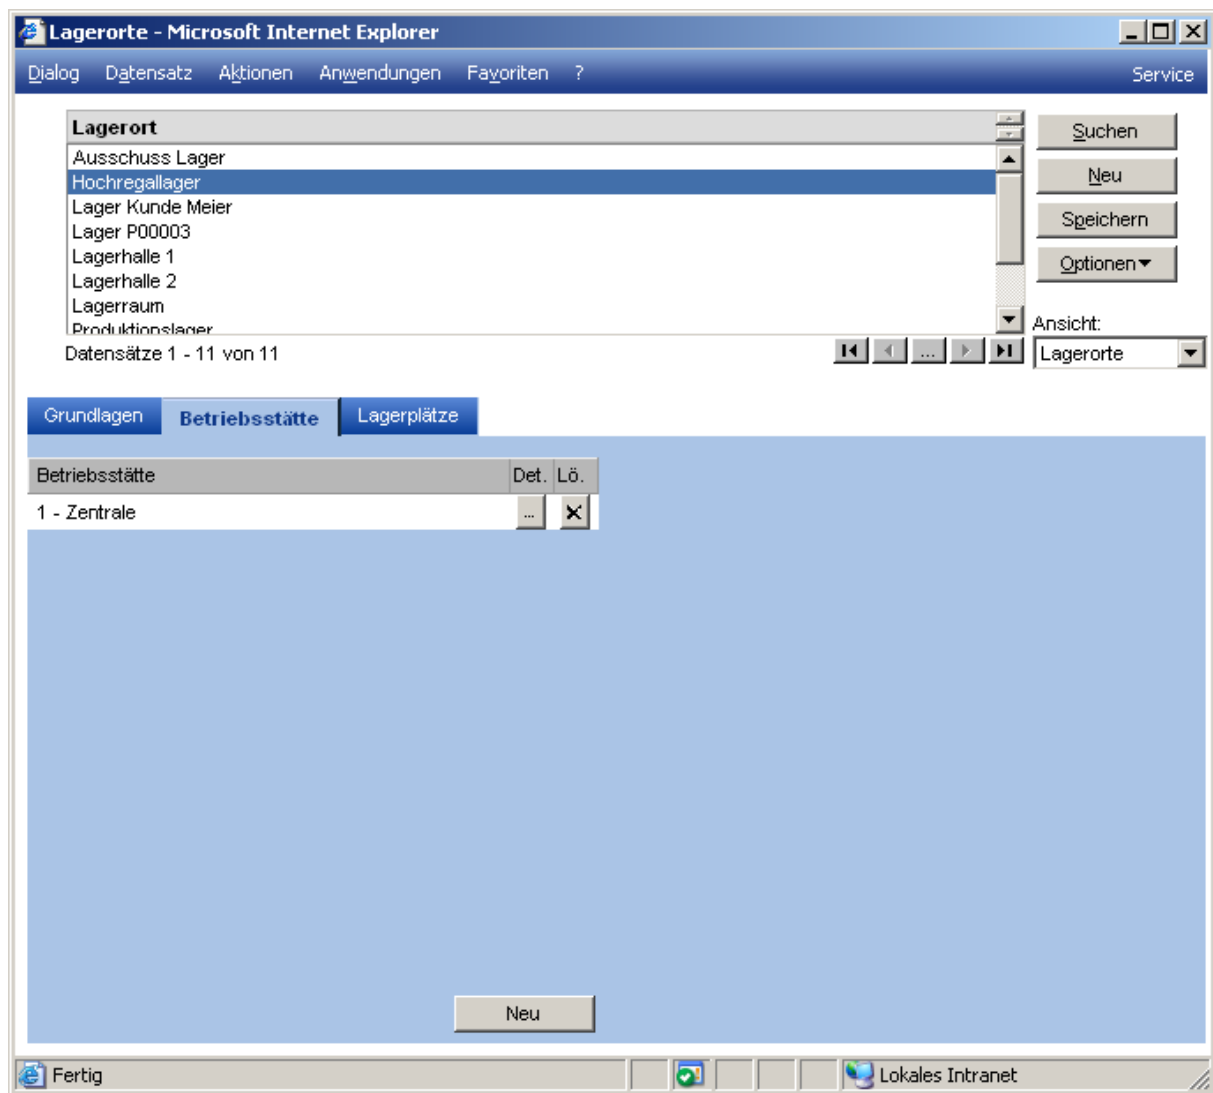 Lagerorte - Microsoft Internet Explorer
Dialog Datensatz Aktionen Anwendungen Favoriten ? Service
Lagerort
Suchen
Ausschuss Lager
Hochregallager
Neu
Lager Kunde Meier
Lager P00003
Speichern
Lagerhalle 1
Optionen
Lagerhalle 2
Lagerraum
Produktionslager
Ansicht:
Datensätze 1 - 11 von 11 ... Lagerorte
Grundlagen Betriebsstätte Lagerplätze
Betriebsstätte Det. Lö.
1 - Zentrale ...
Neu
Fertig Lokales Intranet